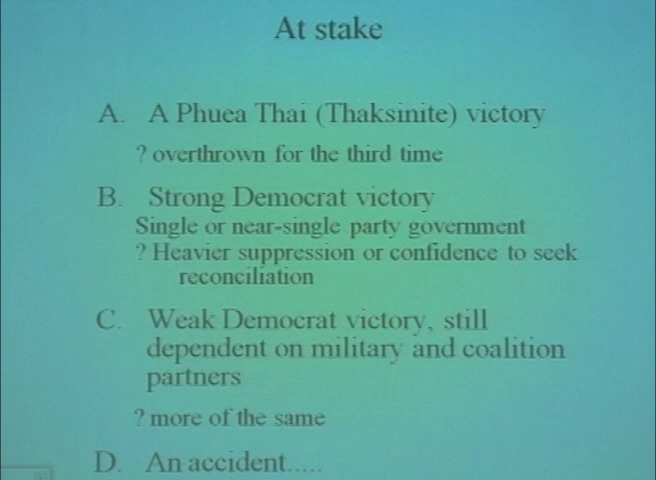 At stake
A. A Phuea Thai (Thaksinite) victory
? overthrown for the third time
B. Strong Democrat victory
Single or near-single party government
? Heavier suppression or confidence to seek
reconciliation
C. Weak Democrat victory, still
dependent on military and coalition
partners
? more of the same
D. An accident.....